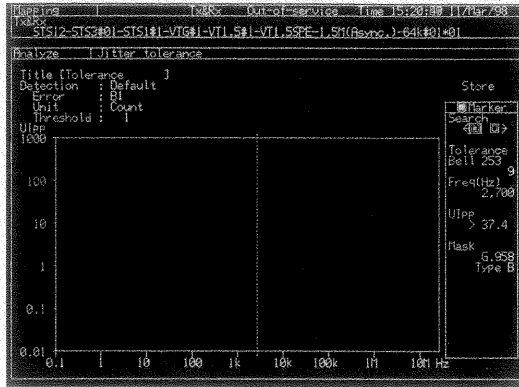 Mapping Tx&Rx Out-of-service Time 15:20:40 11/Mar/98
Tx&Rx
STS12-STS3#01-STS1#1-VTG#1-VT1.5#1-VT1.5SPE-1.5M(Async.)-64k#01*01
Analyze Jitter tolerance
Title [Tolerance ]
Detection : Default
Error : B1
Unit : Count
Threshold : 1
Store
UIpp
1000
100
10
1
0.1
0.01
0.1 1 10 100 1k 10k 100k 1M 10M Hz
Marker
Search
Tolerance
Bell 253
9
Freq(Hz)
2,700
UIpp
> 37.4
Mask
G.958
Type B